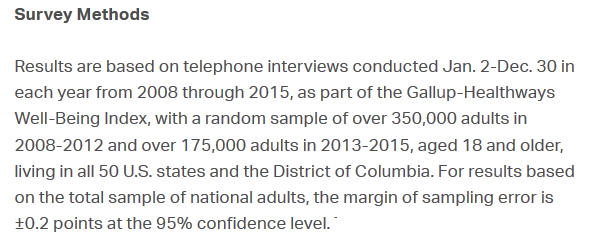 Survey Methods
Results are based on telephone interviews conducted Jan. 2-Dec. 30 in
each year from 2008 through 2015, as part of the Gallup-Healthways
Well-Being Index, with a random sample of over 350,000 adults in
2008-2012 and over 175,000 adults in 2013-2015, aged 18 and older,
living in all 50 U.S. states and the District of Columbia. For results based
on the total sample of national adults, the margin of sampling error is
±0.2 points at the 95% confidence level.